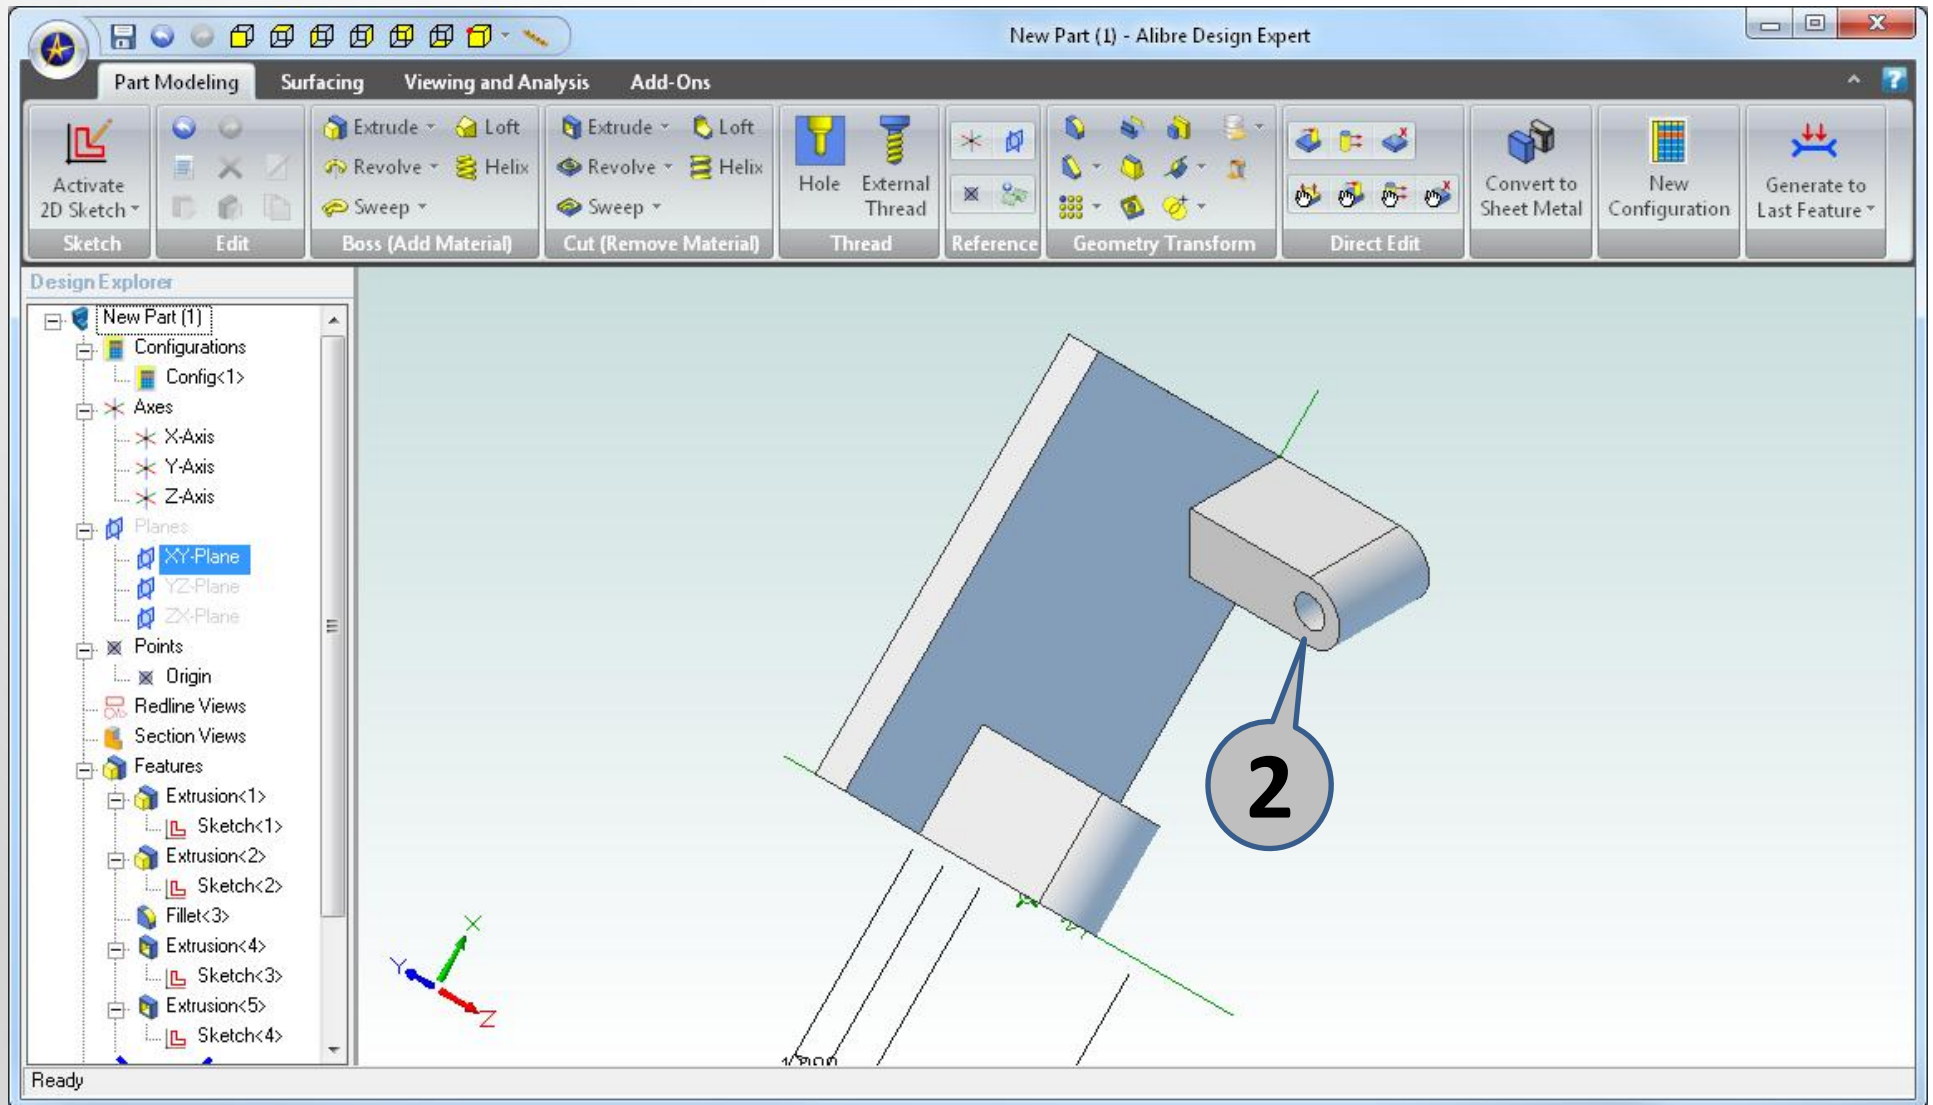 New Part (1) - Alibre Design Expert
Part Modeling Surfacing Viewing and Analysis Add-Ons
Activate
2D Sketch
Sketch
Edit
Extrude Loft
Revolve Helix
Sweep
Boss (Add Material)
Extrude Loft
Revolve Helix
Sweep
Cut (Remove Material)
Hole
External
Thread
Thread
Reference
Geometry Transform
Direct Edit
Convert to
Sheet Metal
New
Configuration
Generate to
Last Feature
Design Explorer
New Part (1)
Configurations
Config<1>
Axes
X-Axis
Y-Axis
Z-Axis
Planes
XY-Plane
YZ-Plane
ZX-Plane
Points
Origin
Redline Views
Section Views
Features
Extrusion<1>
Sketch<1>
Extrusion<2>
Sketch<2>
Fillet<3>
Extrusion<4>
Sketch<3>
Extrusion<5>
Sketch<4>
2
X
Y
Z
Ready